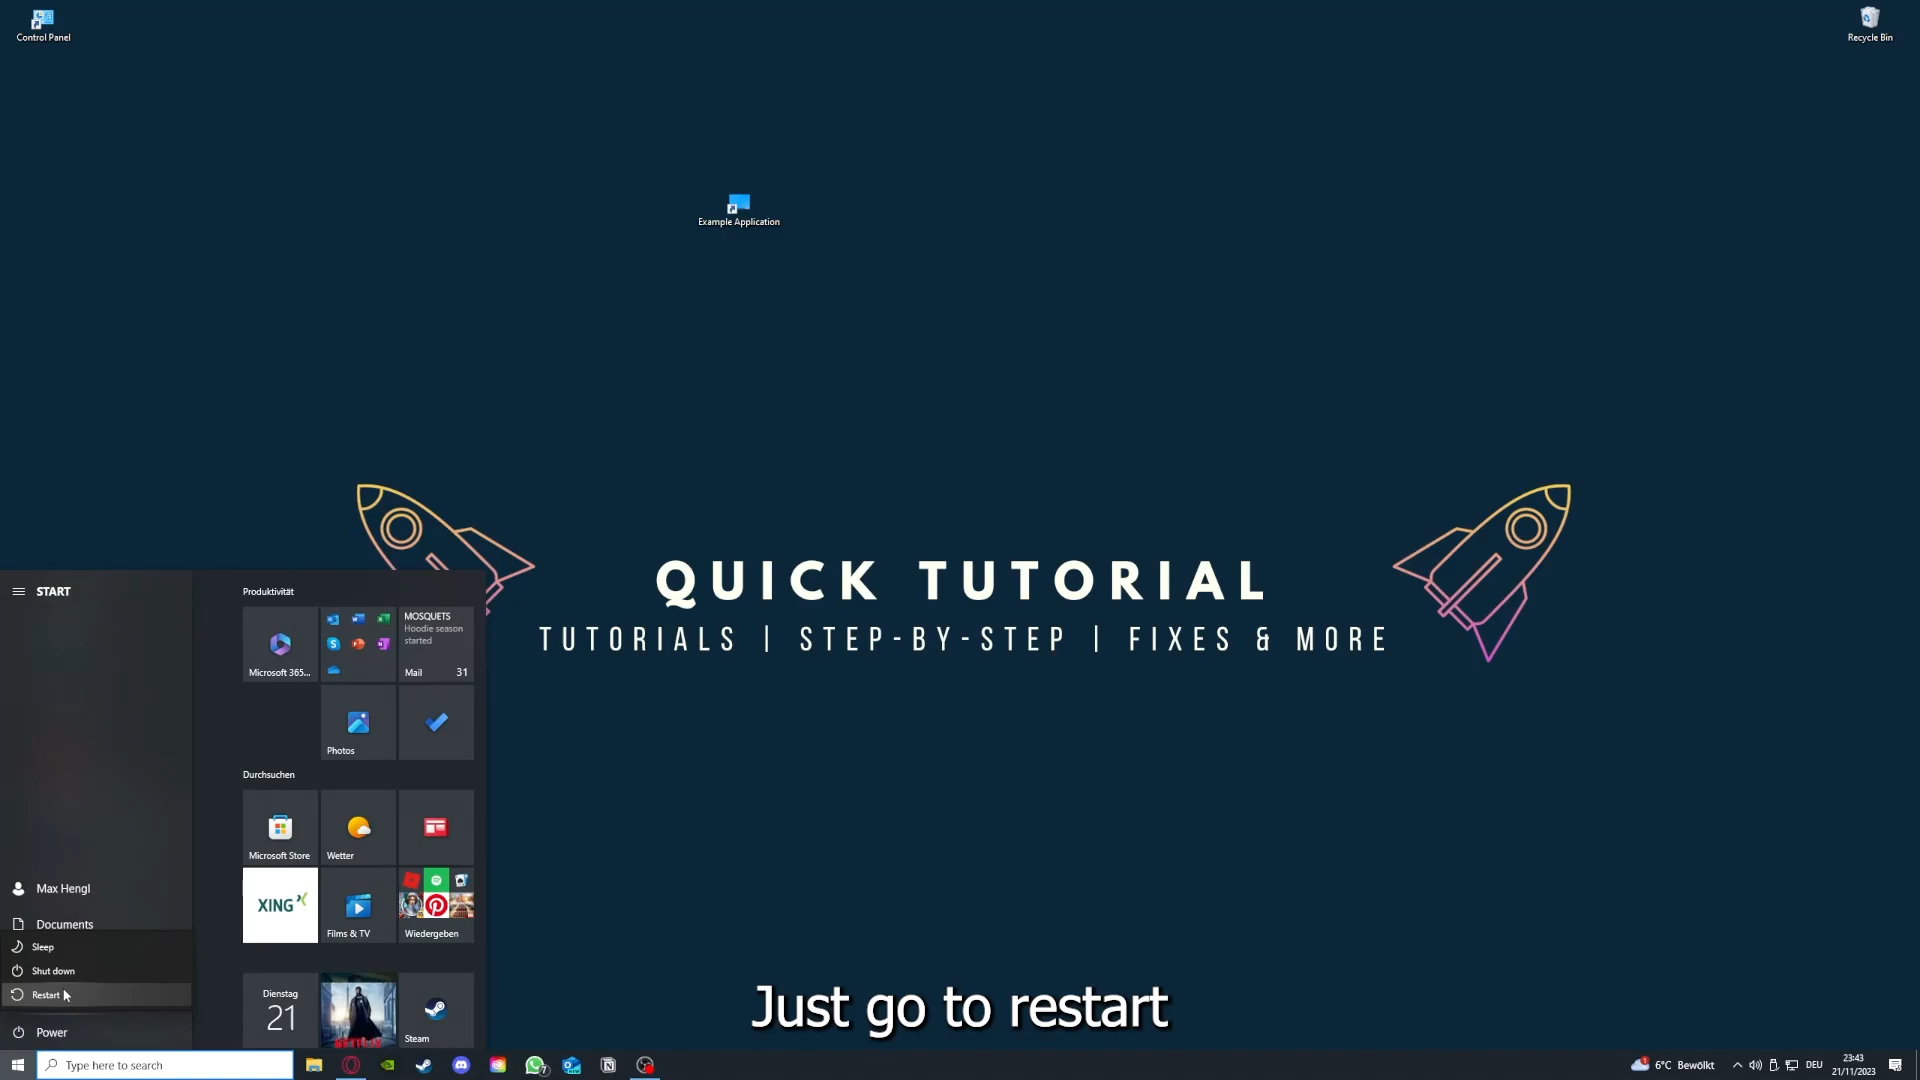 Control Panel
Recycle Bin
Example Application
QUICK TUTORIAL
TUTORIALS | STEP-BY-STEP | FIXES & MORE
START
Produktivität
Microsoft 365...
MOSQUETS
Hoodie season
started
Mail 31
Photos
Durchsuchen
Microsoft Store
Wetter
XING
Films & TV
Wiedergeben
Max Hengl
Documents
Sleep
Shut down
Restart
Power
Dienstag
21
NETFLIX
Steam
Just go to restart
Type here to search
7
1
6°C Bewölkt
DEU
23:43
21/11/2023